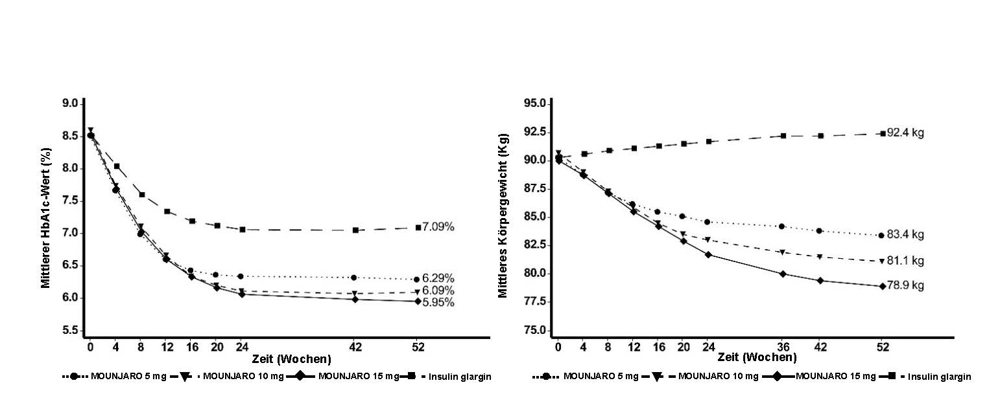 Mittlerer HbA1c-Wert (%)
9.0
8.5
8.0
7.5
7.0
6.5
6.0
5.5
7.09%
6.29%
6.09%
5.95%
0 4 8 12 16 20 24 42 52
Zeit (Wochen)
MOUNJARO 5 mg MOUNJARO 10 mg MOUNJARO 15 mg Insulin glargin
Mittleres Körpergewicht (Kg)
95.0
92.5
90.0
87.5
85.0
82.5
80.0
77.5
75.0
92.4 kg
83.4 kg
81.1 kg
78.9 kg
0 4 8 12 16 20 24 36 42 52
Zeit (Wochen)
MOUNJARO 5 mg MOUNJARO 10 mg MOUNJARO 15 mg Insulin glargin